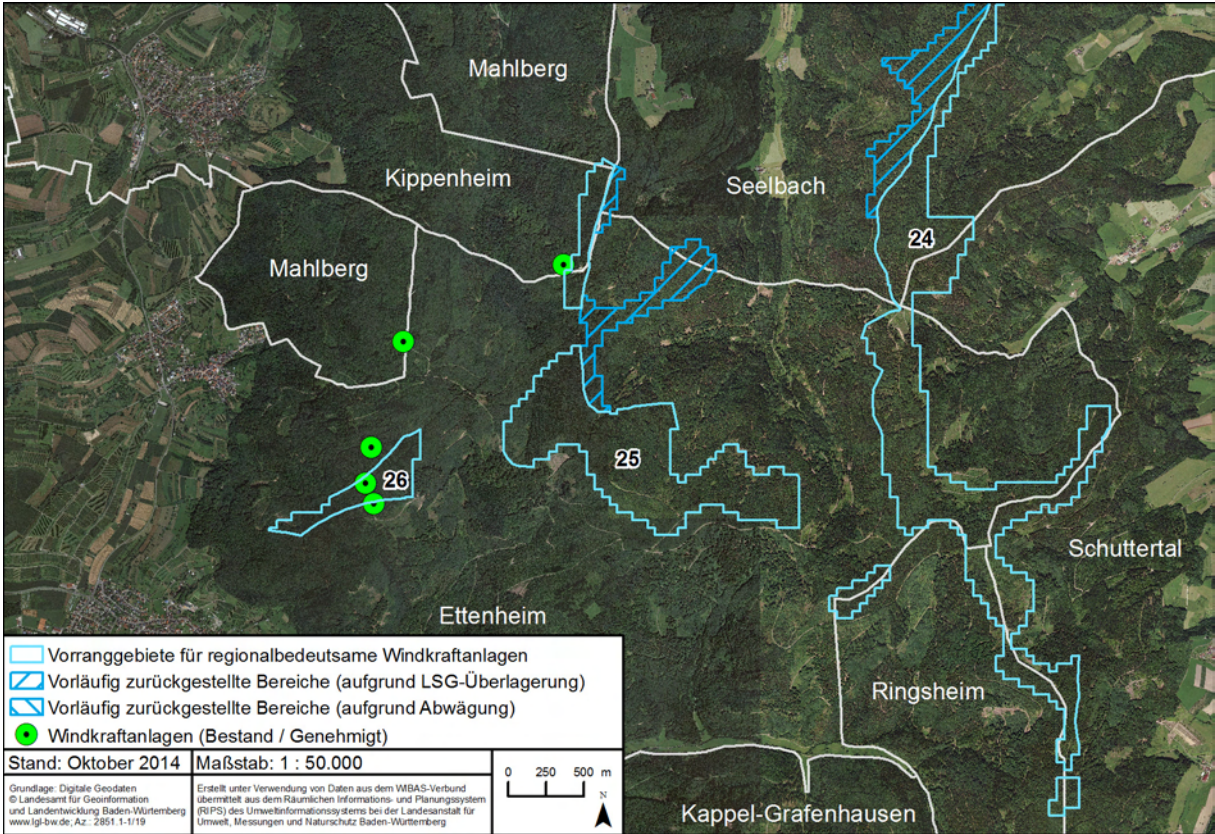 Mahlberg
Kippenheim
Seelbach
24
Mahlberg
25
26
Schuttertal
Ettenheim
Ringsheim
Kappel-Grafenhausen
Vorranggebiete für regionalbedeutsame Windkraftanlagen
Vorläufig zurückgestellte Bereiche (aufgrund LSG-Überlagerung)
Vorläufig zurückgestellte Bereiche (aufgrund Abwägung)
Windkraftanlagen (Bestand / Genehmigt)
Stand: Oktober 2014
Maßstab: 1 : 50.000
0 250 500 m
N
Grundlage: Digitale Geodaten
© Landesamt für Geoinformation
und Landentwicklung Baden-Württemberg
www.lgl-bw.de; Az.: 2851.1-1/19
Erstellt unter Verwendung von Daten aus dem WIBAS-Verbund
übermittelt aus dem Räumlichen Informations- und Planungssystem
(RIPS) des Umweltinformationssystems bei der Landesanstalt für
Umwelt, Messungen und Naturschutz Baden-Württemberg